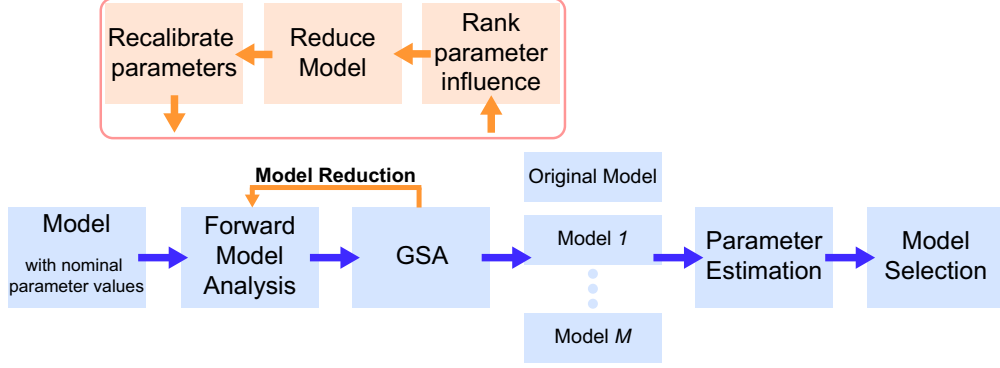 Recalibrate
parameters
Reduce
Model
Rank
parameter
influence
Model Reduction
Model
with nominal
parameter values
Forward
Model
Analysis
GSA
Original Model
Model 1
Model M
Parameter
Estimation
Model
Selection